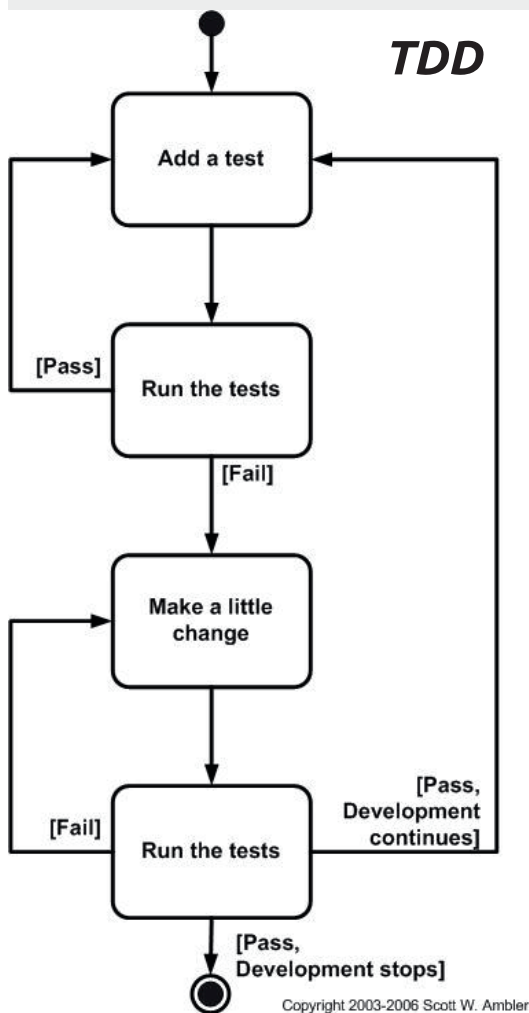 TDD
Add a test
[Pass]
Run the tests
[Fail]
Make a little
change
[Fail]
Run the tests
[Pass,
Development
continues]
[Pass,
Development stops]
Copyright 2003-2006 Scott W. Ambler